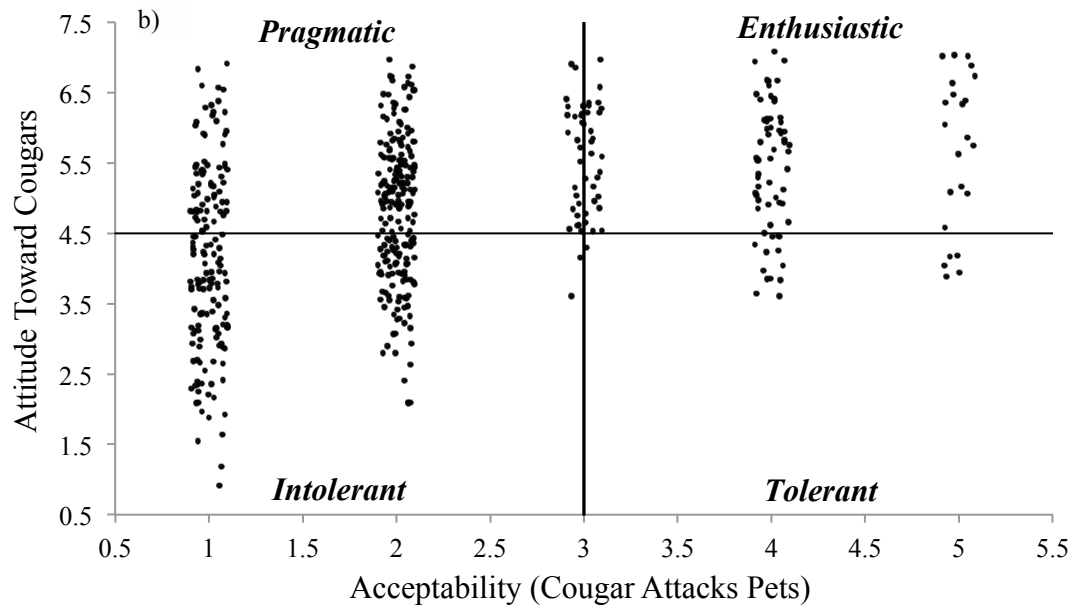 b)
Pragmatic
Enthusiastic
7.5
6.5
5.5
4.5
3.5
2.5
1.5
0.5
Attitude Toward Cougars
Intolerant
Tolerant
0.5 1 1.5 2 2.5 3 3.5 4 4.5 5 5.5
Acceptability (Cougar Attacks Pets)